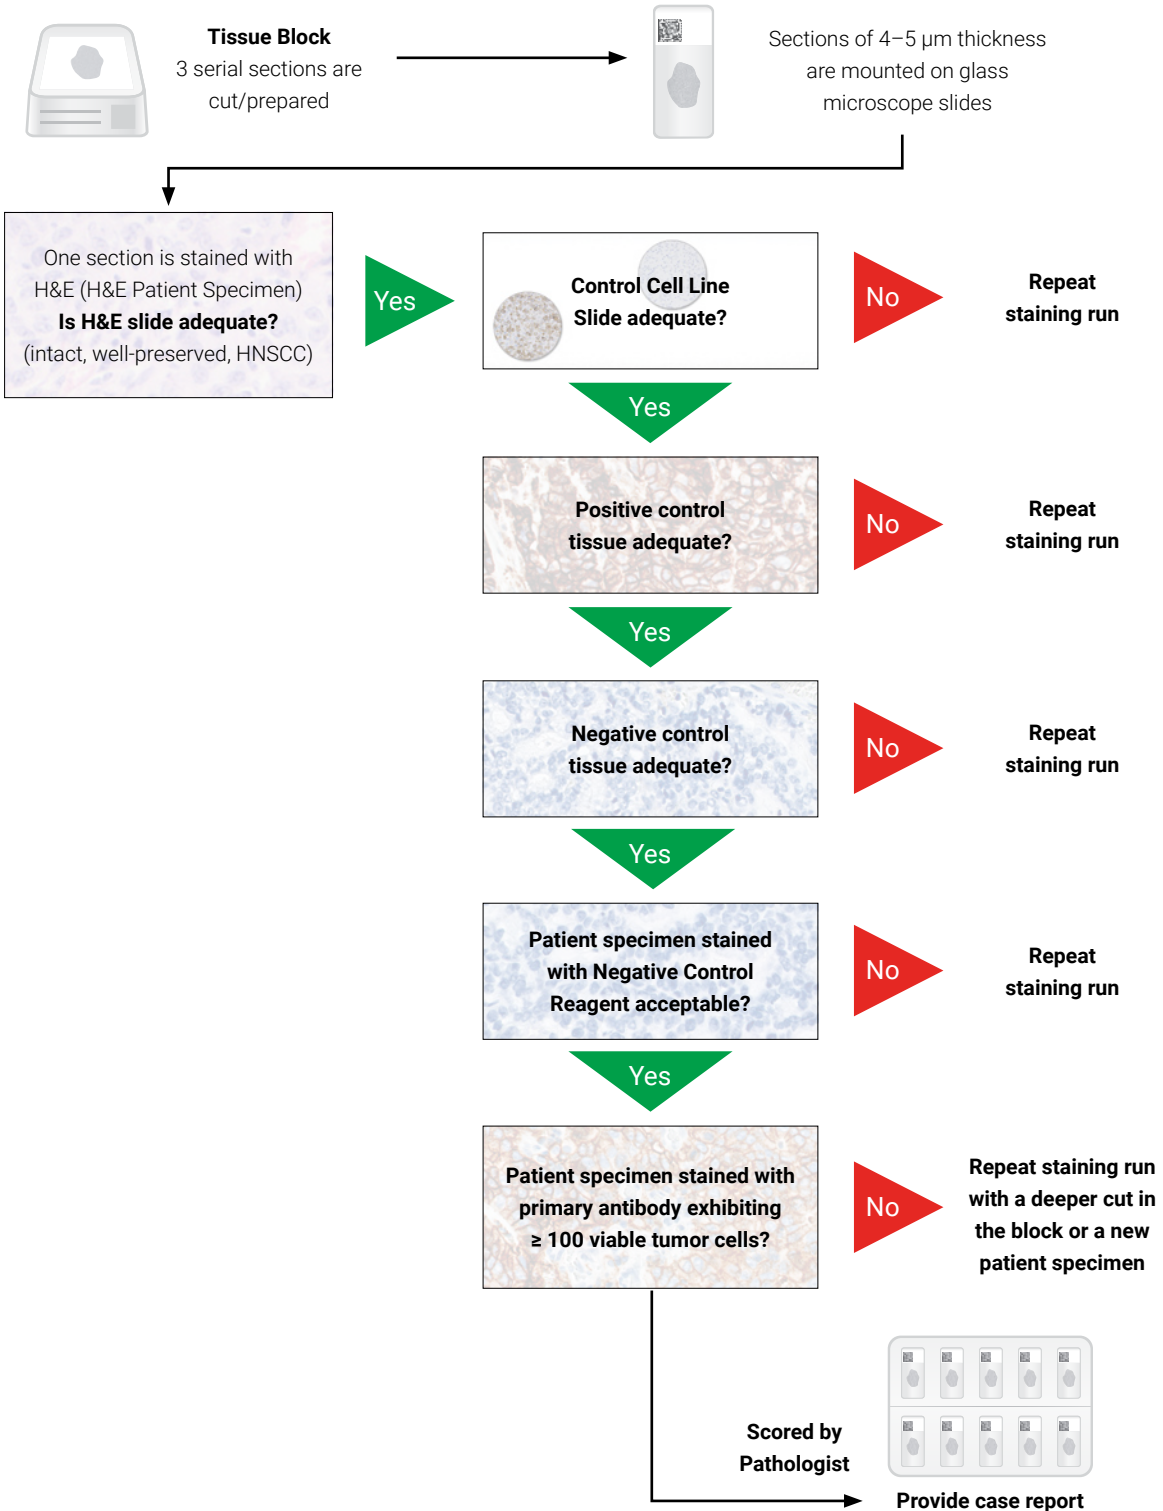 Tissue Block
3 serial sections are
cut/prepared
Sections of 4–5 µm thickness
are mounted on glass
microscope slides
One section is stained with
H&E (H&E Patient Specimen)
Is H&E slide adequate?
(intact, well-preserved, HNSCC)
Yes
Control Cell Line
Slide adequate?
No
Repeat
staining run
Yes
Positive control
tissue adequate?
No
Repeat
staining run
Yes
Negative control
tissue adequate?
No
Repeat
staining run
Yes
Patient specimen stained
with Negative Control
Reagent acceptable?
No
Repeat
staining run
Yes
Patient specimen stained with
primary antibody exhibiting
≥ 100 viable tumor cells?
No
Repeat staining run
with a deeper cut in
the block or a new
patient specimen
Scored by
Pathologist
Provide case report